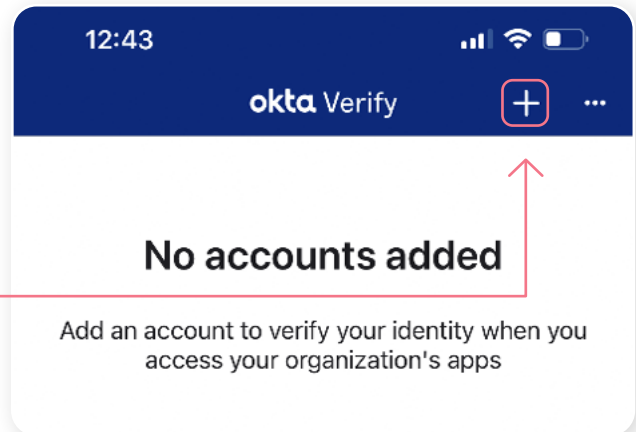 12:43
okta Verify + ...
No accounts added
Add an account to verify your identity when you
access your organization's apps